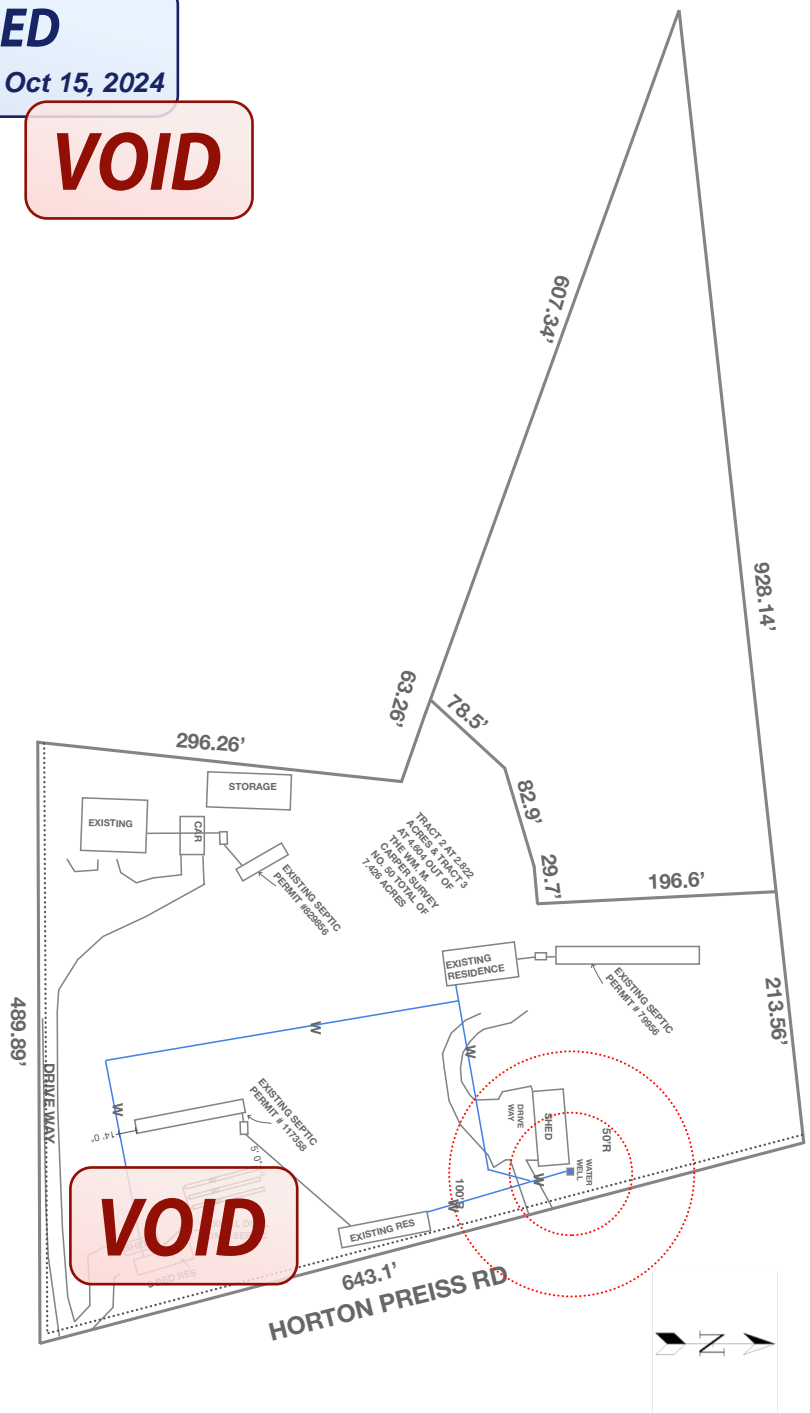 ED
Oct 15, 2024
VOID
607.34’
928.14’
63.26’
78.5’
296.26’
82.9’
29.7’
196.6’
STORAGE
EXISTING
CAR
EXISTING SEPTIC
PERMIT #829856
TRACT 2 AT 2.822
ACRES & TRACT 3
AT 4.604 OUT OF
THE WM. M.
CARPER SURVEY
NO. 50 TOTAL OF
7.426 ACRES
EXISTING
RESIDENCE
EXISTING SEPTIC
PERMIT # 79956
213.56’
489.89’
DRIVE WAY
W
W
W
14' 0"
EXISTING SEPTIC
PERMIT # 117358
5' 0"
DRIVE
WAY
SHED
50'R
WATER
WELL
W
100'R
W
EXISTING RES
VOID
643.1’
HORTON PREISS RD
N